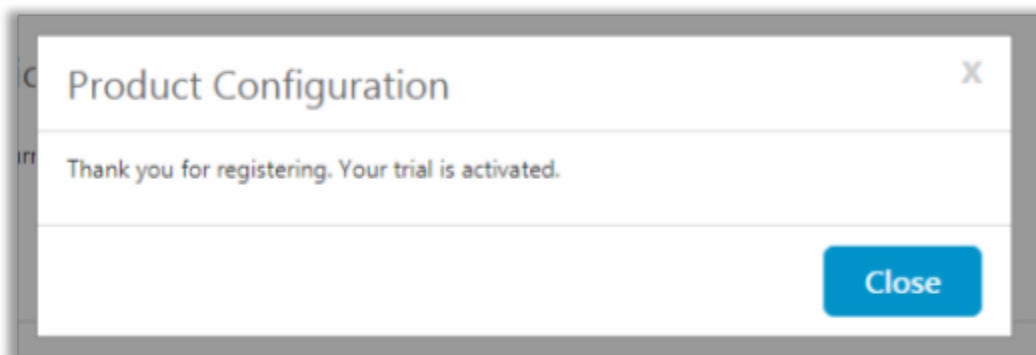 Product Configuration
X
Thank you for registering. Your trial is activated.
Close